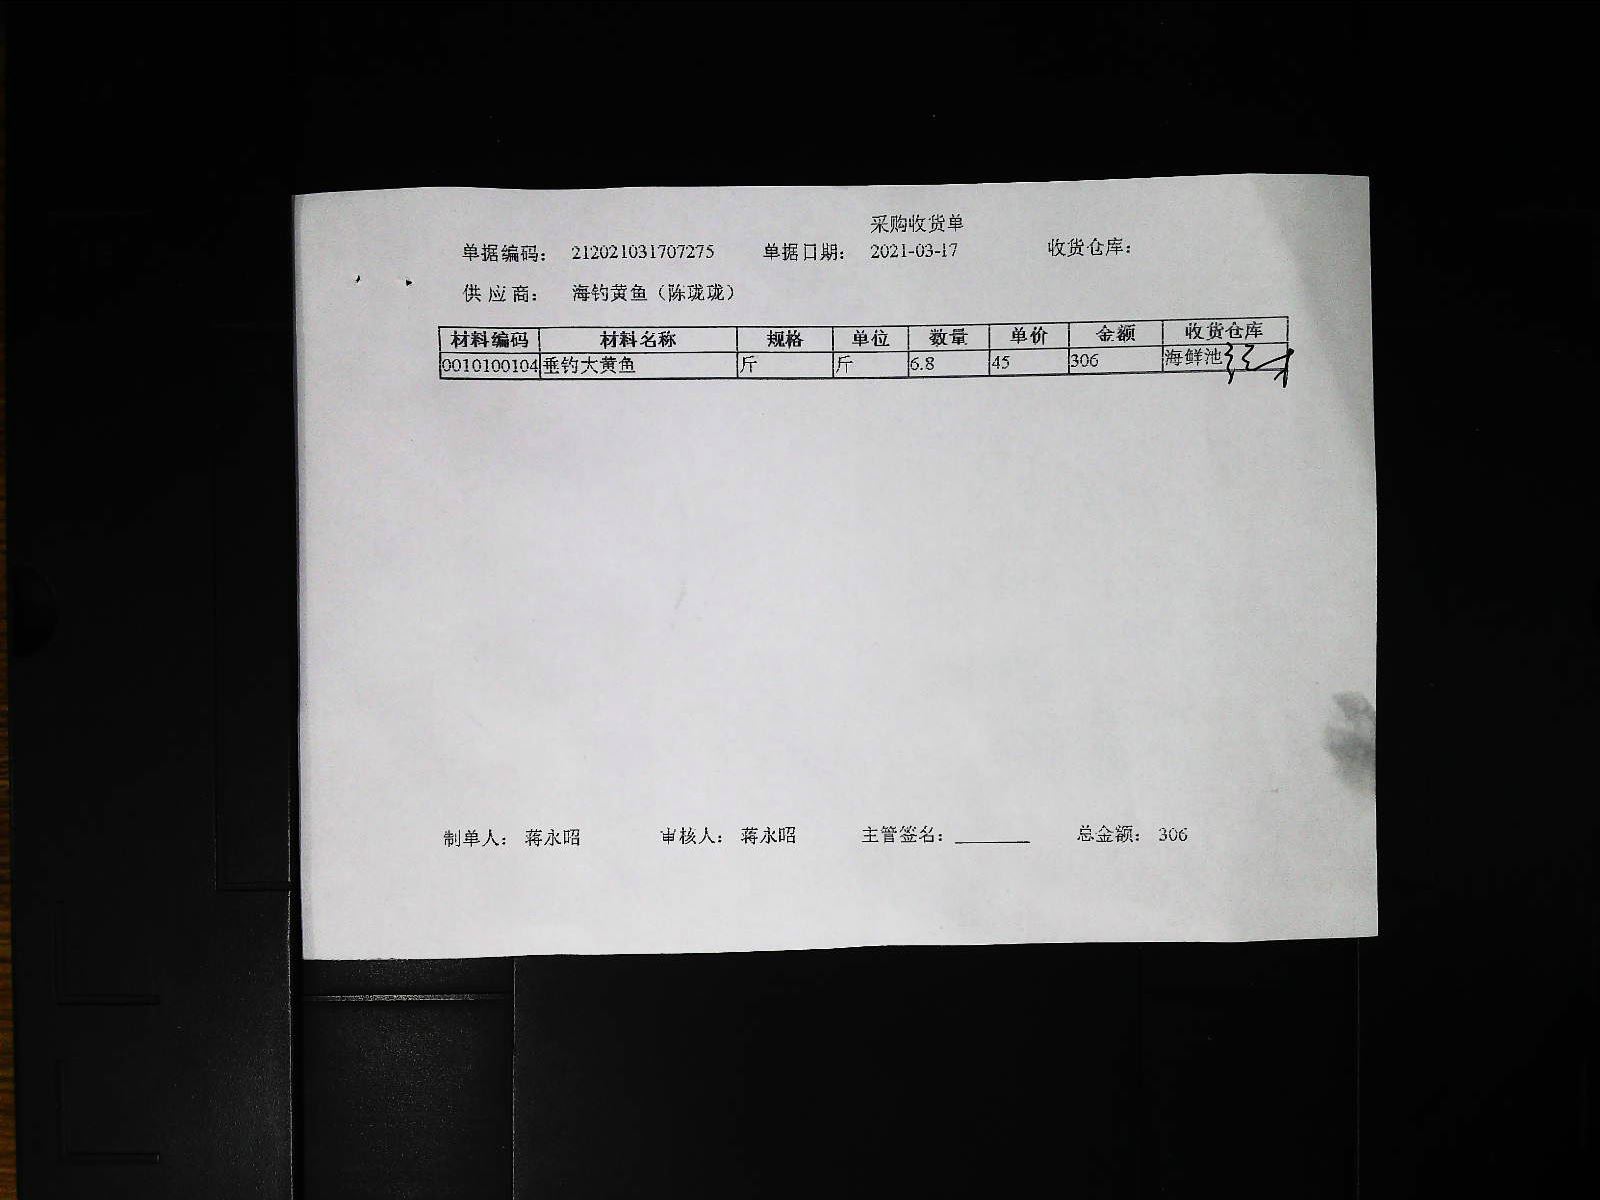 采购收货单
单据编码： 212021031707275 单据日期： 2021-03-17 收货仓库：
供 应 商： 海钓黄鱼（陈珑珑）
材料编码 材料名称 规格 单位 数量 单价 金额 收货仓库
0010100104 垂钓大黄鱼 斤 斤 6.8 45 306 海鲜池
制单人： 蒋永昭 审核人： 蒋永昭 主管签名：________ 总金额： 306